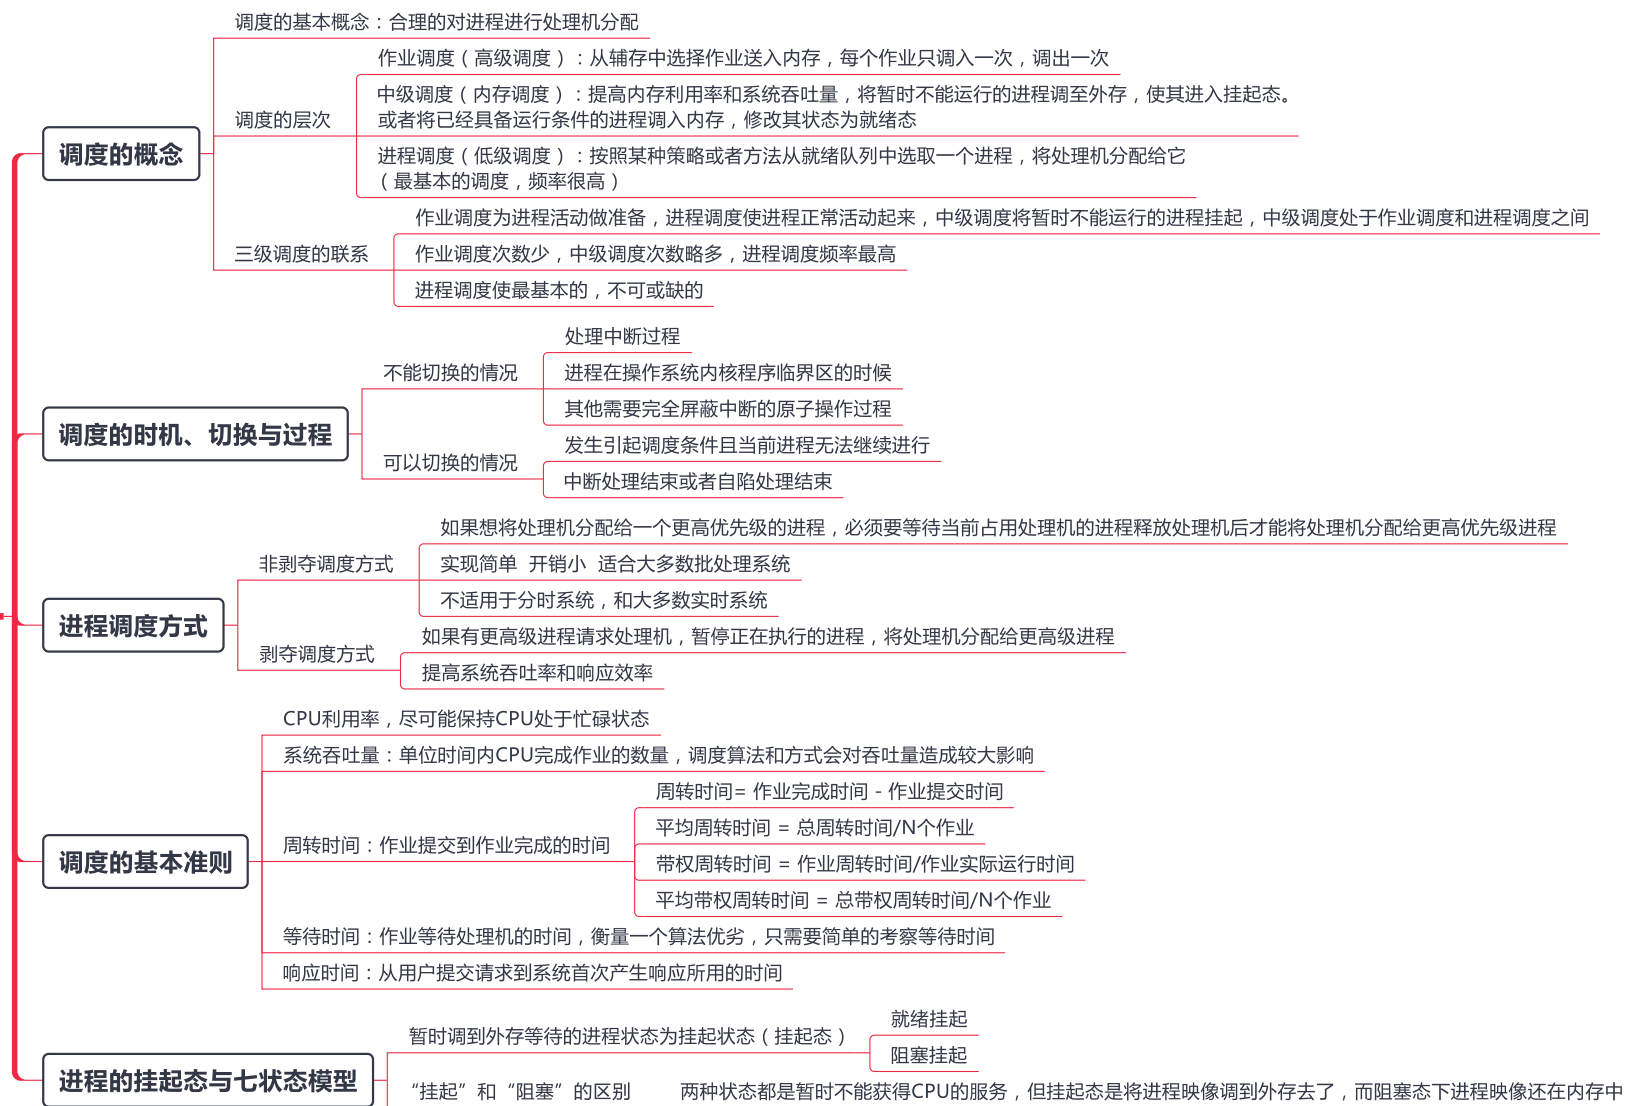 调度的概念
调度的基本概念：合理的对进程进行处理机分配
调度的层次
作业调度（高级调度）：从辅存中选择作业送入内存，每个作业只调入一次，调出一次
中级调度（内存调度）：提高内存利用率和系统吞吐量，将暂时不能运行的进程调至外存，使其进入挂起态。
或者将已经具备运行条件的进程调入内存，修改其状态为就绪态
进程调度（低级调度）：按照某种策略或者方法从就绪队列中选取一个进程，将处理机分配给它
（最基本的调度，频率很高）
三级调度的联系
作业调度为进程活动做准备，进程调度使进程正常活动起来，中级调度将暂时不能运行的进程挂起，中级调度处于作业调度和进程调度之间
作业调度次数少，中级调度次数略多，进程调度频率最高
进程调度使最基本的，不可或缺的
调度的时机、切换与过程
不能切换的情况
处理中断过程
进程在操作系统内核程序临界区的时候
其他需要完全屏蔽中断的原子操作过程
可以切换的情况
发生引起调度条件且当前进程无法继续进行
中断处理结束或者自陷处理结束
进程调度方式
非剥夺调度方式
如果想将处理机分配给一个更高优先级的进程，必须要等待当前占用处理机的进程释放处理机后才能将处理机分配给更高优先级进程
实现简单 开销小 适合大多数批处理系统
不适用于分时系统，和大多数实时系统
剥夺调度方式
如果有更高级进程请求处理机，暂停正在执行的进程，将处理机分配给更高级进程
提高系统吞吐率和响应效率
调度的基本准则
CPU利用率，尽可能保持CPU处于忙碌状态
系统吞吐量：单位时间内CPU完成作业的数量，调度算法和方式会对吞吐量造成较大影响
周转时间：作业提交到作业完成的时间
周转时间= 作业完成时间 - 作业提交时间
平均周转时间 = 总周转时间/N个作业
带权周转时间 = 作业周转时间/作业实际运行时间
平均带权周转时间 = 总带权周转时间/N个作业
等待时间：作业等待处理机的时间，衡量一个算法优劣，只需要简单的考察等待时间
响应时间：从用户提交请求到系统首次产生响应所用的时间
进程的挂起态与七状态模型
暂时调到外存等待的进程状态为挂起状态（挂起态）
就绪挂起
阻塞挂起
“挂起”和“阻塞”的区别
两种状态都是暂时不能获得CPU的服务，但挂起态是将进程映像调到外存去了，而阻塞态下进程映像还在内存中